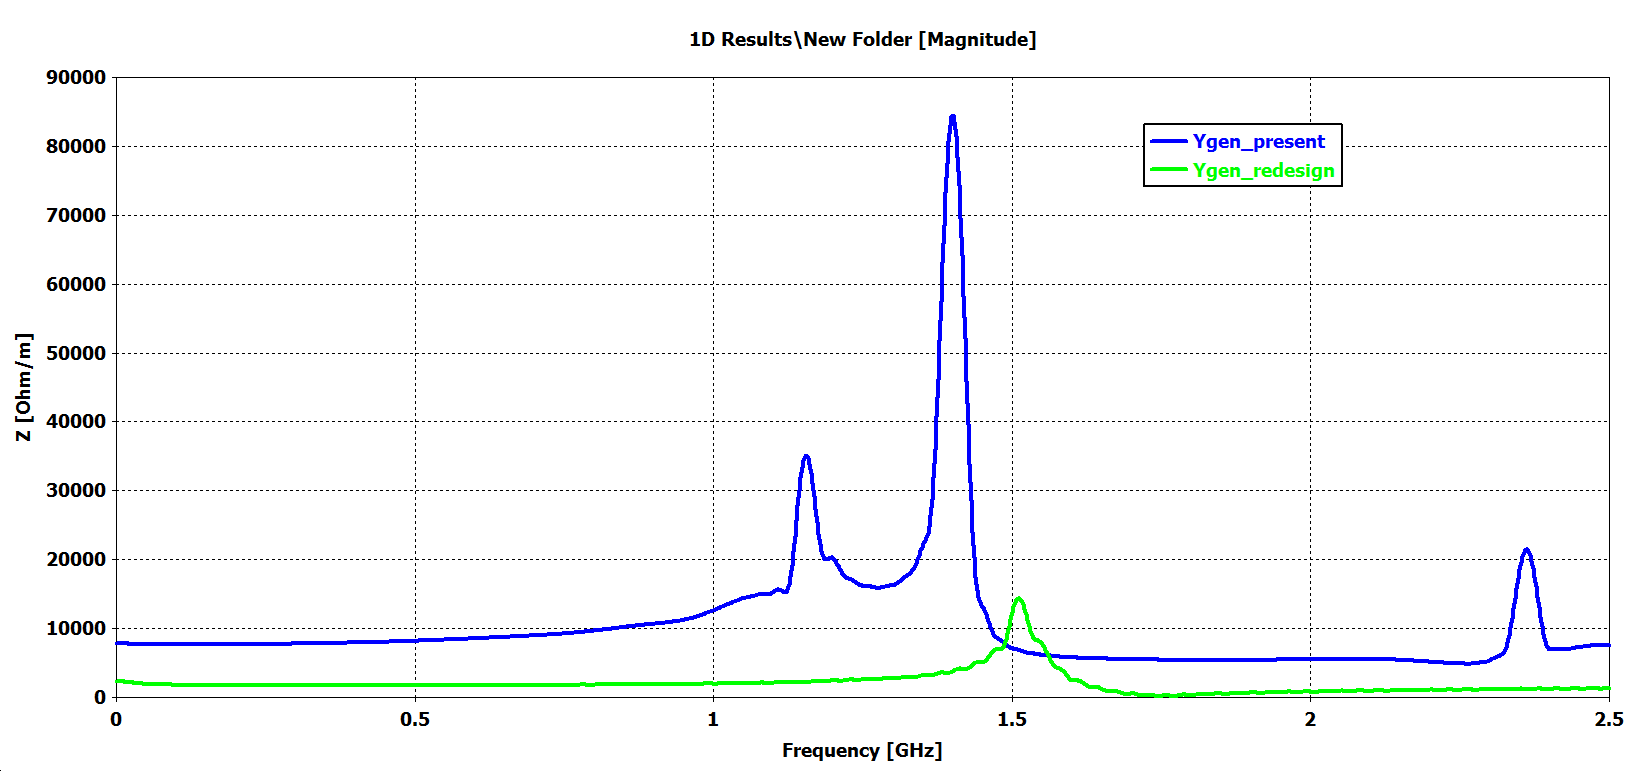 1D Results\New Folder [Magnitude]
90000
80000
70000
60000
50000
40000
30000
20000
10000
0
Z [Ohm/m]
Ygen_present
Ygen_redesign
0 0.5 1 1.5 2 2.5
Frequency [GHz]